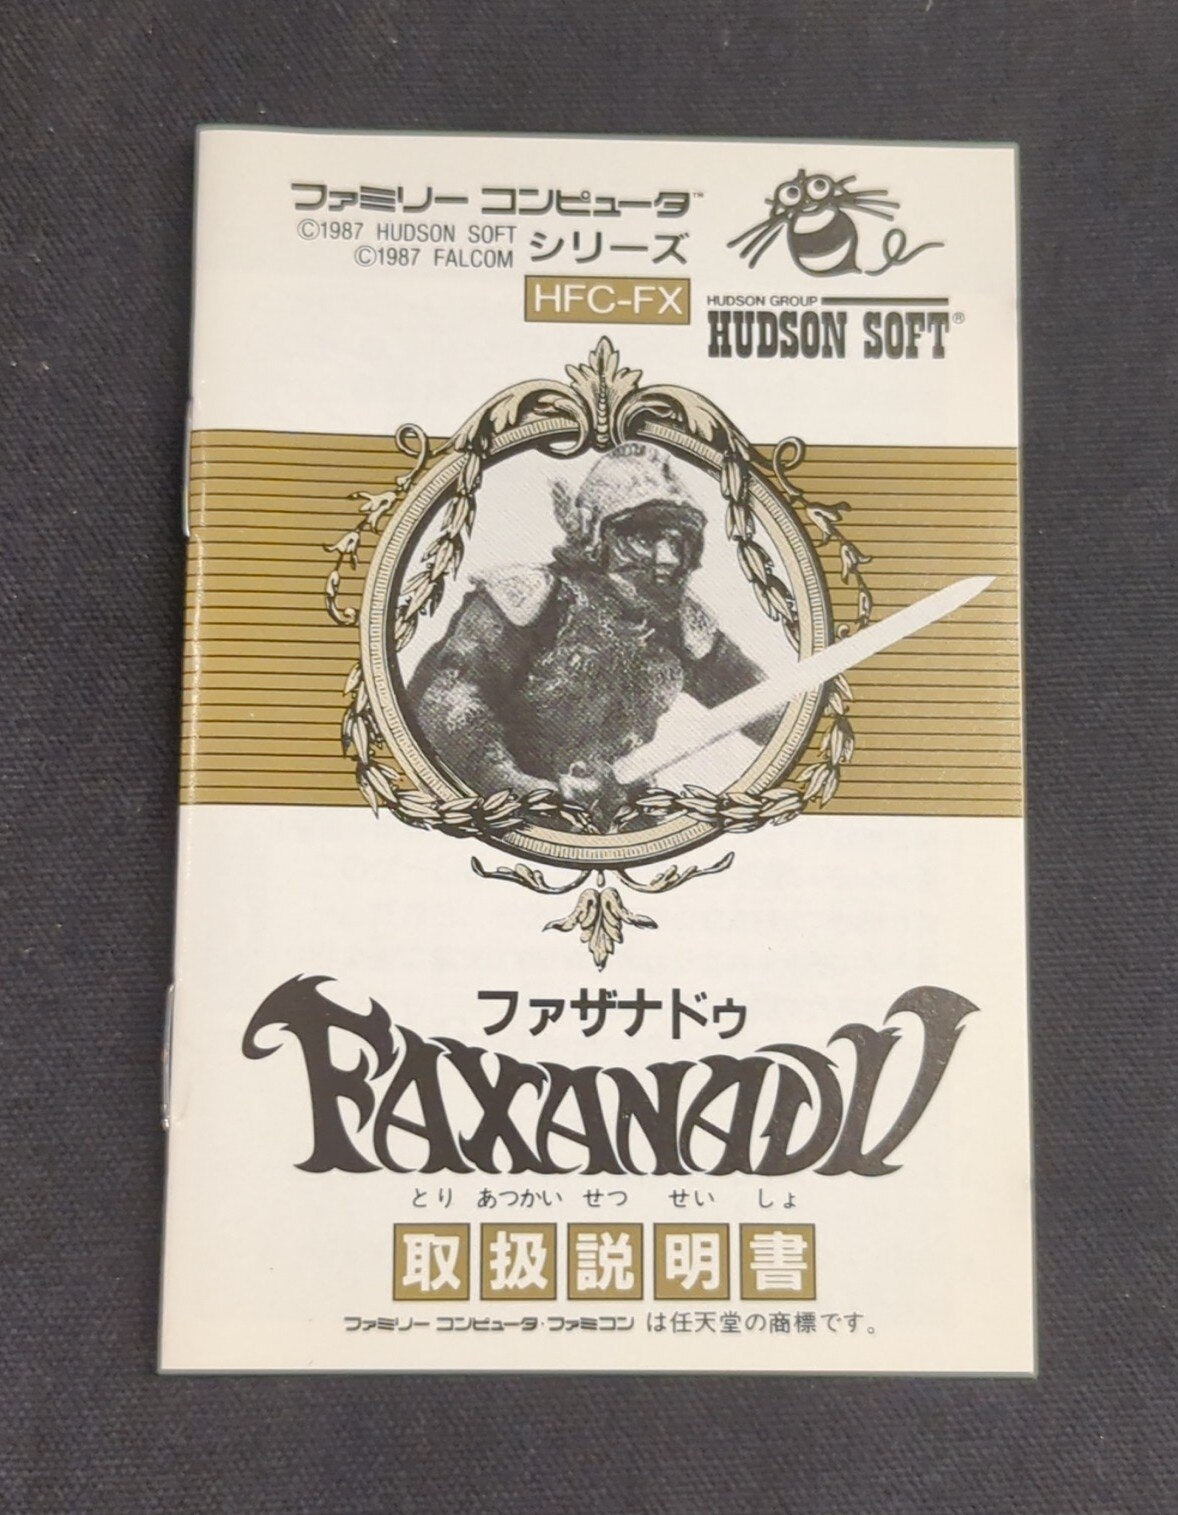 ファミリー コンピュータ™
©1987 HUDSON SOFT
©1987 FALCOM
シリーズ
HFC-FX
HUDSON GROUP
HUDSON SOFT®
ファザナドゥ
FAXANADU
とり あつかい せつ せい しょ
取扱説明書
ファミリー コンピュータ・ファミコン は任天堂の商標です。